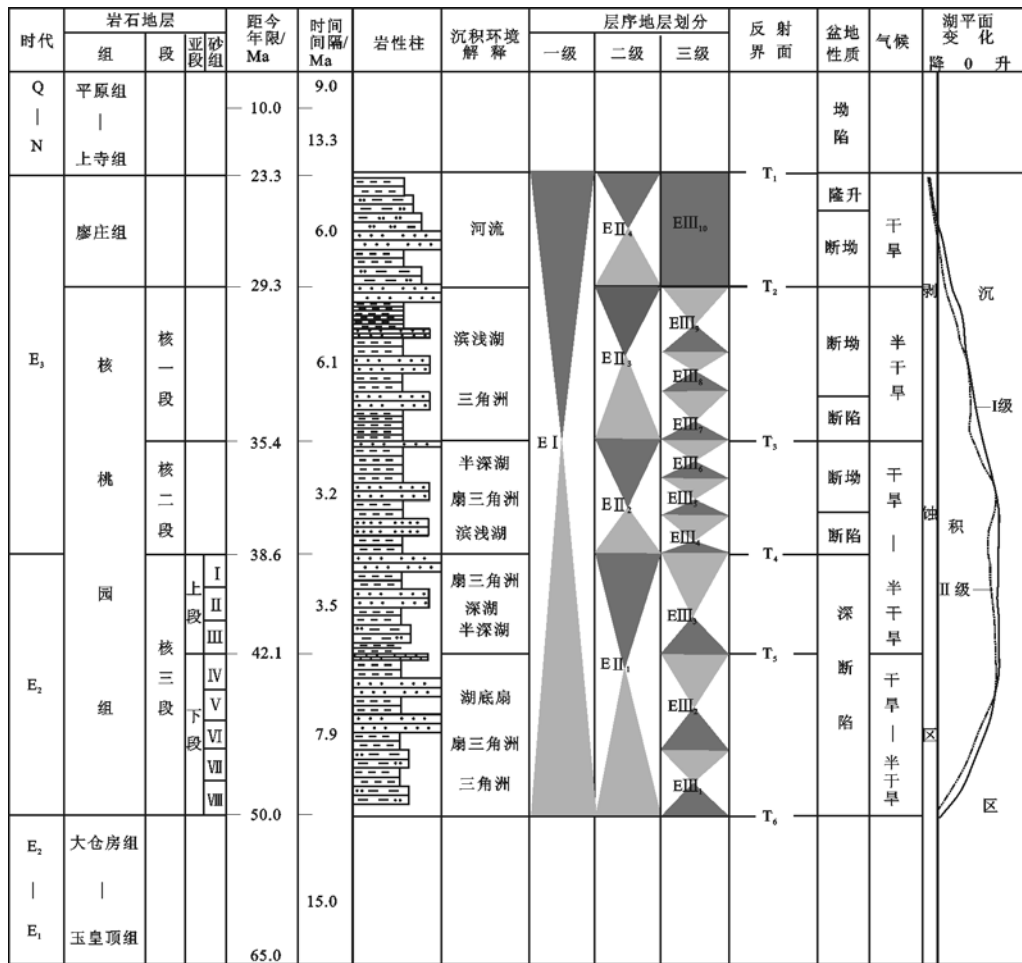 时代
岩石地层
组
段
亚段
砂组
距今年限/Ma
时间间隔/Ma
岩性柱
沉积环境解释
层序地层划分
一级
二级
三级
反射界面
盆地性质
气候
湖平面变化
降 0 升
Q
|
N
平原组
|
上寺组
10.0
9.0
13.3
坳陷
23.3
T₁
E₃
廖庄组
6.0
河流
EⅡ₄
EⅢ₁₀
隆升
断坳
干旱
29.3
T₂
剥
沉
核
桃
园
组
核一段
6.1
滨浅湖
三角洲
EⅡ₃
EⅢ₉
EⅢ₈
EⅢ₇
断坳
断陷
半干旱
Ⅰ级
35.4
EⅠ
T₃
核二段
3.2
半深湖
扇三角洲
滨浅湖
EⅡ₂
EⅢ₆
EⅢ₅
EⅢ₄
断坳
断陷
干旱
|
半干旱
蚀
积
Ⅱ级
38.6
T₄
E₂
核三段
上段
Ⅰ
Ⅱ
Ⅲ
3.5
扇三角洲
深湖
半深湖
EⅢ₃
深断陷
42.1
EⅡ₁
T₅
下段
Ⅳ
Ⅴ
Ⅵ
Ⅶ
Ⅷ
7.9
湖底扇
扇三角洲
三角洲
EⅢ₂
EⅢ₁
干旱
|
半干旱
区
区
50.0
T₆
E₂
|
E₁
大仓房组
|
玉皇顶组
15.0
65.0